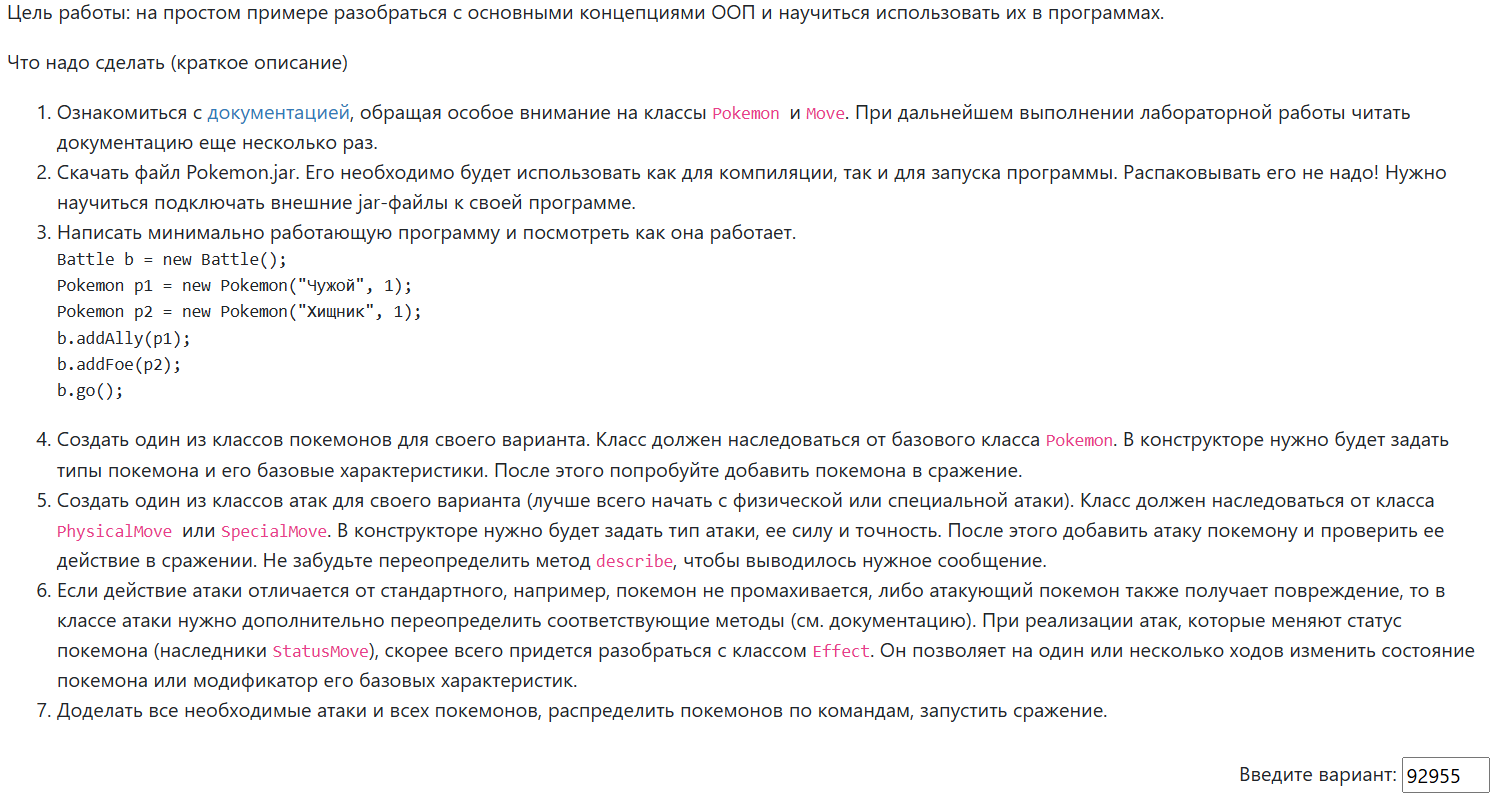 Цель работы: на простом примере разобраться с основными концепциями ООП и научиться использовать их в программах.
Что надо сделать (краткое описание)
1. Ознакомиться с документацией, обращая особое внимание на классы Pokemon и Move. При дальнейшем выполнении лабораторной работы читать
документацию еще несколько раз.
2. Скачать файл Pokemon.jar. Его необходимо будет использовать как для компиляции, так и для запуска программы. Распаковывать его не надо! Нужно
научиться подключать внешние jar-файлы к своей программе.
3. Написать минимально работающую программу и посмотреть как она работает.
Battle b = new Battle();
Pokemon p1 = new Pokemon("Чужой", 1);
Pokemon p2 = new Pokemon("Хищник", 1);
b.addAlly(p1);
b.addFoe(p2);
b.go();
4. Создать один из классов покемонов для своего варианта. Класс должен наследоваться от базового класса Pokemon. В конструкторе нужно будет задать
типы покемона и его базовые характеристики. После этого попробуйте добавить покемона в сражение.
5. Создать один из классов атак для своего варианта (лучше всего начать с физической или специальной атаки). Класс должен наследоваться от класса
PhysicalMove или SpecialMove. В конструкторе нужно будет задать тип атаки, ее силу и точность. После этого добавить атаку покемону и проверить ее
действие в сражении. Не забудьте переопределить метод describe, чтобы выводилось нужное сообщение.
6. Если действие атаки отличается от стандартного, например, покемон не промахивается, либо атакующий покемон также получает повреждение, то в
классе атаки нужно дополнительно переопределить соответствующие методы (см. документацию). При реализации атак, которые меняют статус
покемона (наследники StatusMove), скорее всего придется разобраться с классом Effect. Он позволяет на один или несколько ходов изменить состояние
покемона или модификатор его базовых характеристик.
7. Доделать все необходимые атаки и всех покемонов, распределить покемонов по командам, запустить сражение.
Введите вариант: 92955